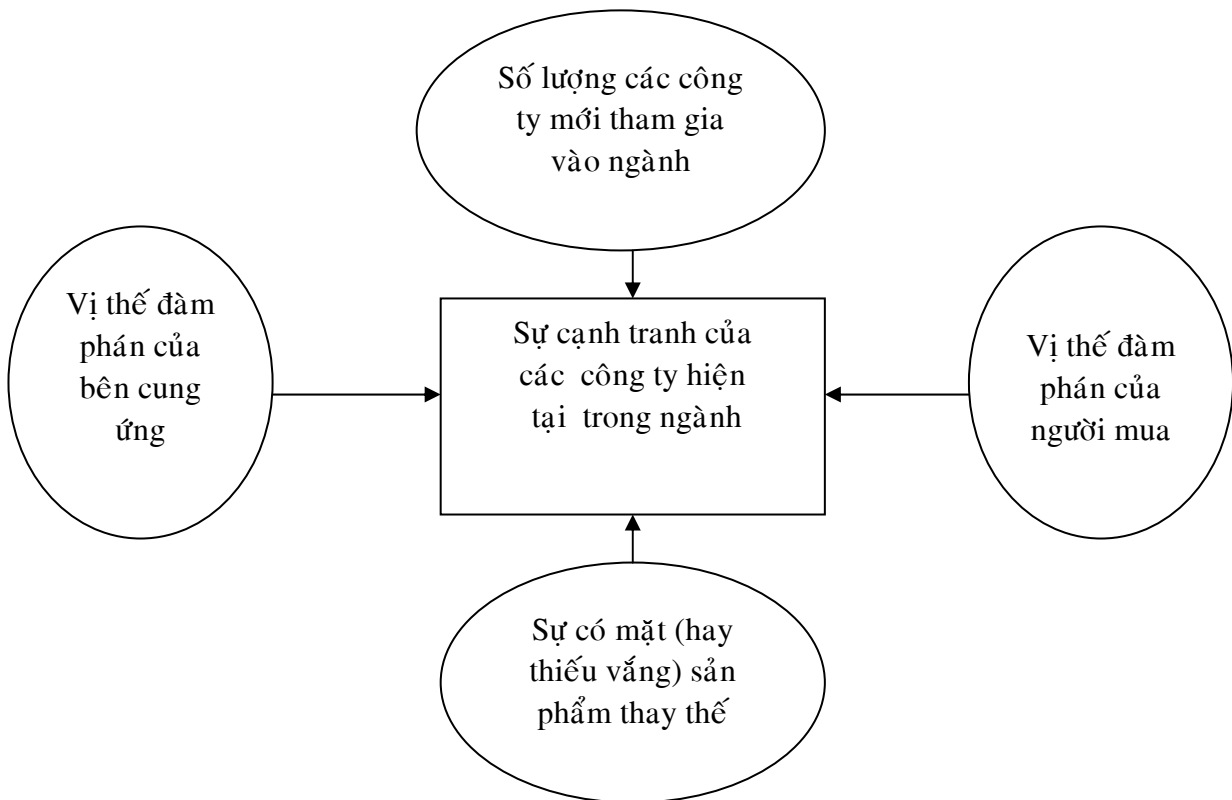 Số lượng các công
ty mới tham gia
vào ngành
Vị thế đàm
phán của
bên cung
ứng
Sự cạnh tranh của
các công ty hiện
tại trong ngành
Vị thế đàm
phán của
người mua
Sự có mặt (hay
thiếu vắng) sản
phẩm thay thế